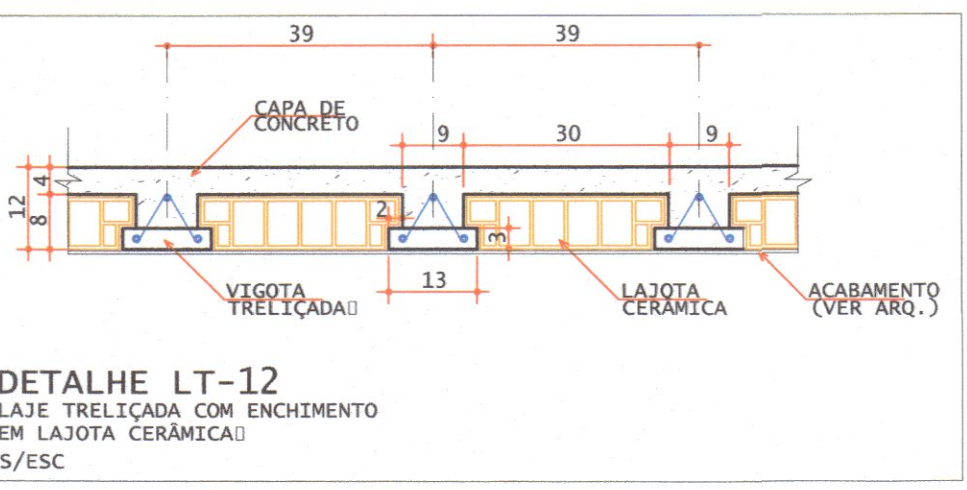 39 39
CAPA DE
CONCRETO
9 30 9
12 4 8
2 3
13
VIGOTA
TRELIÇADA
LAJOTA
CERÂMICA
ACABAMENTO
(VER ARQ.)
DETALHE LT-12
LAJE TRELIÇADA COM ENCHIMENTO
EM LAJOTA CERÂMICA
S/ESC